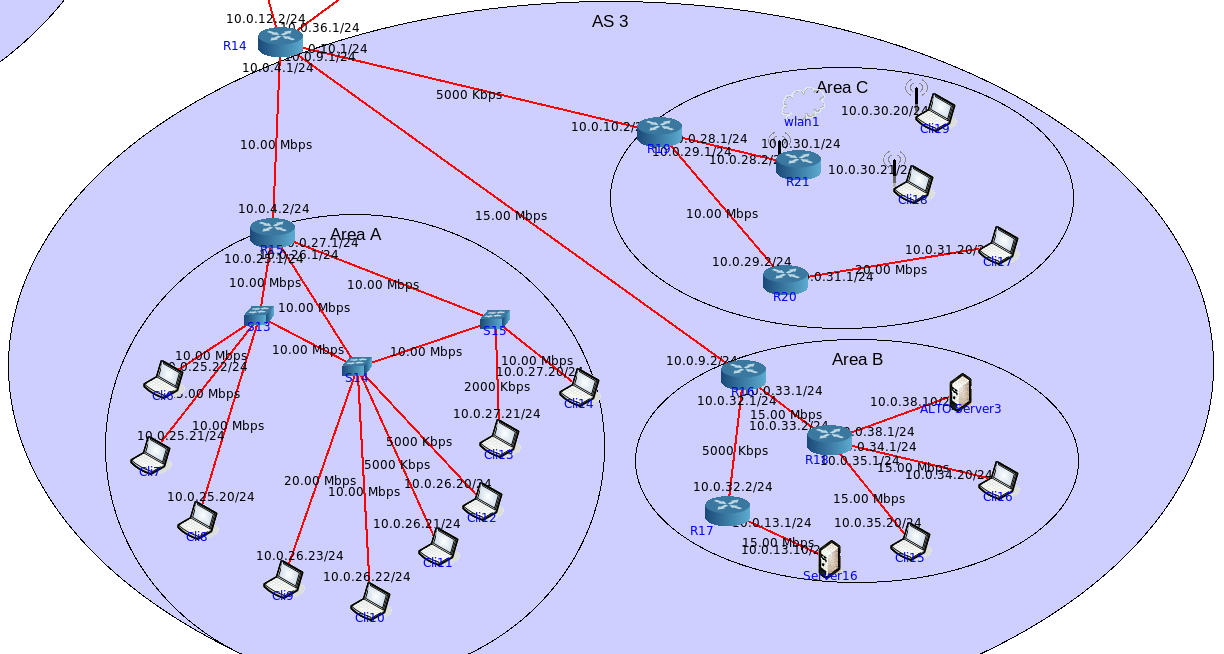 AS 3
10.0.12.2/24
10.0.36.1/24
R14
10.0.10.1/24
10.0.9.1/24
10.0.4.1/24
5000 Kbps
10.00 Mbps
15.00 Mbps
Area C
wlan1
10.0.30.20/24
Cli19
10.0.10.2/24
R19
10.0.28.1/24
10.0.29.1/24
10.0.28.2/24
10.0.30.1/24
R21
10.0.30.21/24
Cli18
10.00 Mbps
10.0.29.2/24
R20
10.0.31.1/24
20.00 Mbps
10.0.31.20/24
Cli17
10.0.4.2/24
Area A
R15
10.0.27.1/24
10.0.26.1/24
10.0.25.1/24
10.00 Mbps
10.00 Mbps
10.00 Mbps
S13
S15
10.00 Mbps
10.00 Mbps
S14
10.00 Mbps
10.0.25.22/24
Cli6
5.00 Mbps
10.00 Mbps
10.0.25.21/24
Cli7
10.0.25.20/24
Cli8
10.00 Mbps
10.0.27.20/24
Cli14
2000 Kbps
10.0.27.21/24
Cli13
5000 Kbps
5000 Kbps
20.00 Mbps
10.00 Mbps
10.0.26.20/24
Cli12
10.0.26.21/24
Cli11
10.0.26.23/24
Cli9
10.0.26.22/24
Cli10
Area B
10.0.9.2/24
R16
10.0.33.1/24
10.0.32.1/24
15.00 Mbps
10.0.33.2/24
5000 Kbps
10.0.38.10/24
ALTO Server3
R18
10.0.38.1/24
10.0.34.1/24
10.0.35.1/24
15.00 Mbps
10.0.34.20/24
Cli16
15.00 Mbps
10.0.35.20/24
Cli15
10.0.32.2/24
R17
10.0.13.1/24
15.00 Mbps
10.0.13.10/24
Server16